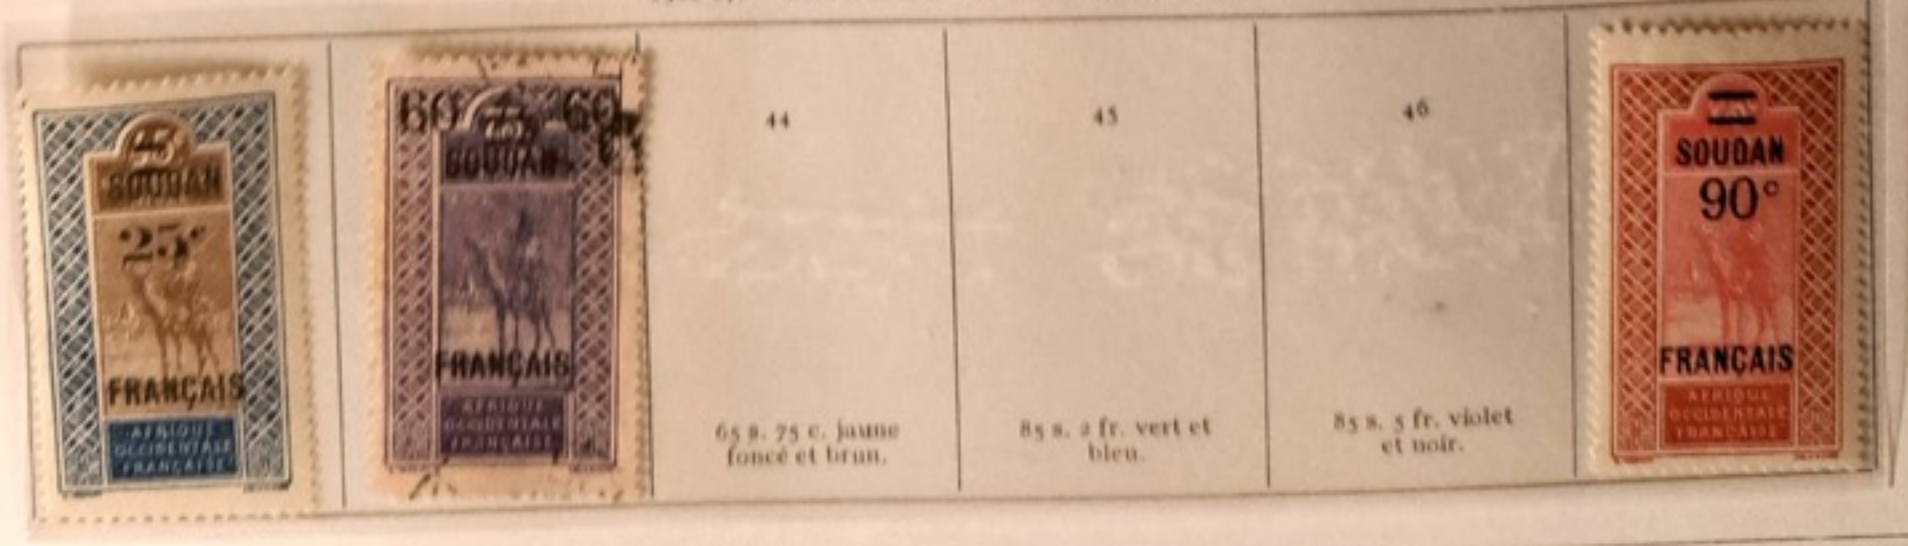 SOUDAN
25c
FRANÇAIS
AFRIQUE
OCCIDENTALE
FRANÇAISE
60 60
SOUDAN
FRANÇAIS
AFRIQUE
OCCIDENTALE
FRANÇAISE
44
65 s. 75 c. jaune
foncé et brun.
45
85 s. 2 fr. vert et
bleu.
46
85 s. 5 fr. violet
et noir.
SOUDAN
90c
FRANÇAIS
AFRIQUE
OCCIDENTALE
FRANÇAISE